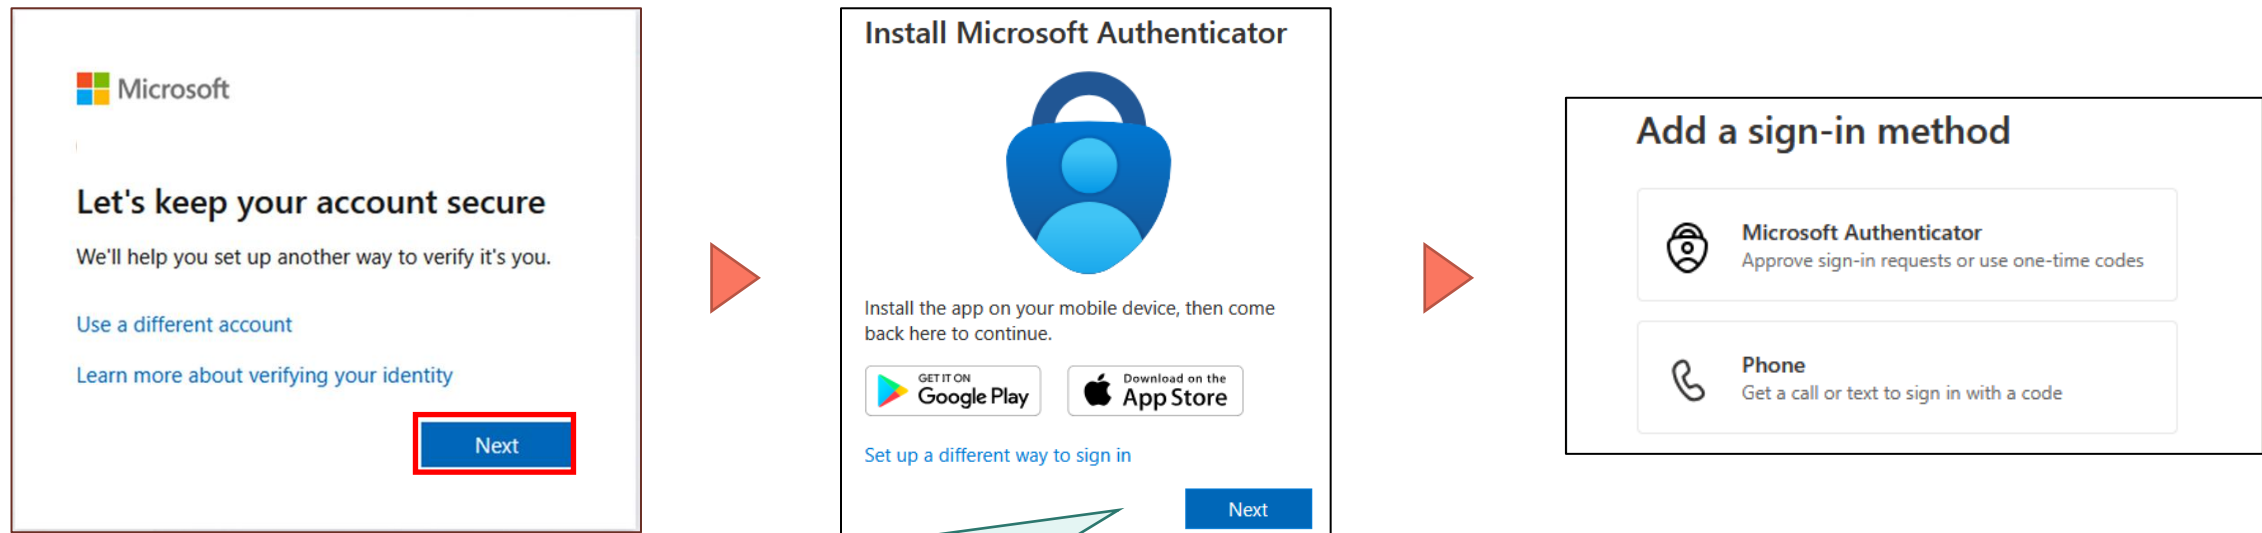 Microsoft
Let's keep your account secure
We'll help you set up another way to verify it's you.
Use a different account
Learn more about verifying your identity
Next
Install Microsoft Authenticator
Install the app on your mobile device, then come
back here to continue.
GET IT ON
Google Play
Download on the
App Store
Set up a different way to sign in
Next
Add a sign-in method
Microsoft Authenticator
Approve sign-in requests or use one-time codes
Phone
Get a call or text to sign in with a code